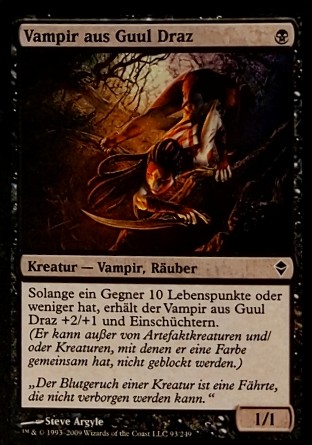 Vampir aus Guul Draz
Kreatur — Vampir, Räuber
Solange ein Gegner 10 Lebenspunkte oder
weniger hat, erhält der Vampir aus Guul
Draz +2/+1 und Einschüchtern.
(Er kann außer von Artefaktkreaturen und/
oder Kreaturen, mit denen er eine Farbe
gemeinsam hat, nicht geblockt werden.)
„Der Blutgeruch einer Kreatur ist eine Fährte,
die nicht verborgen werden kann.“
Steve Argyle
™ & © 1993–2009 Wizards of the Coast LLC 93/249
1/1